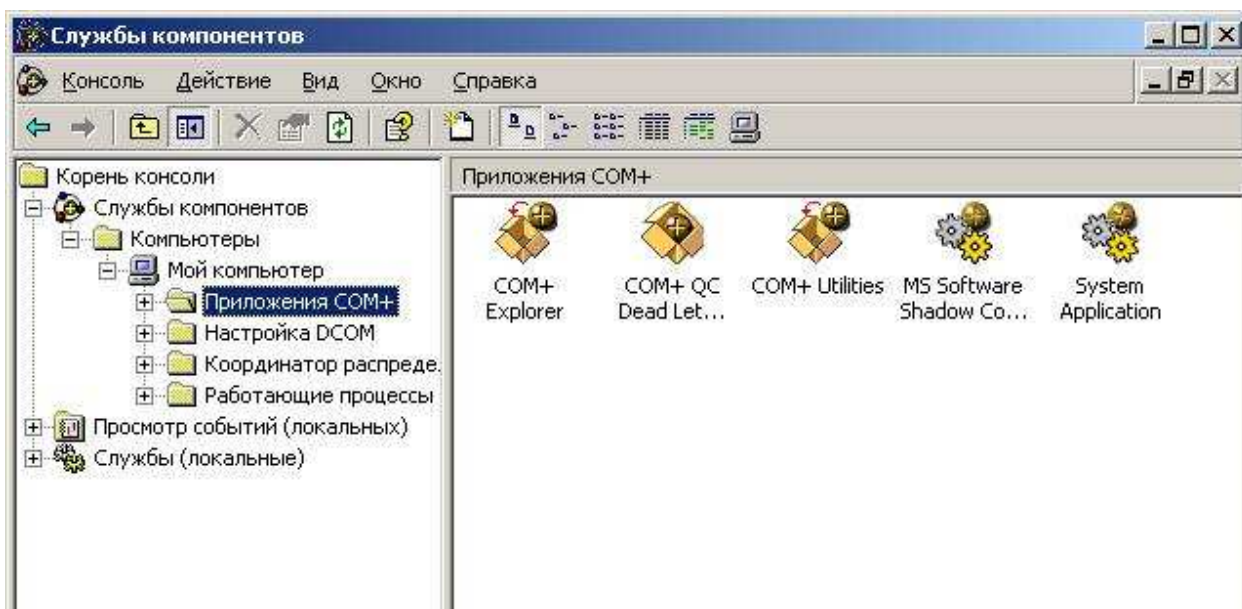 Службы компонентов
Консоль Действие Вид Окно Справка
Корень консоли
Службы компонентов
Компьютеры
Мой компьютер
Приложения COM+
Настройка DCOM
Координатор распреде.
Работающие процессы
Просмотр событий (локальных)
Службы (локальные)
Приложения COM+
COM+ Explorer
COM+ QC Dead Let...
COM+ Utilities
MS Software Shadow Co...
System Application